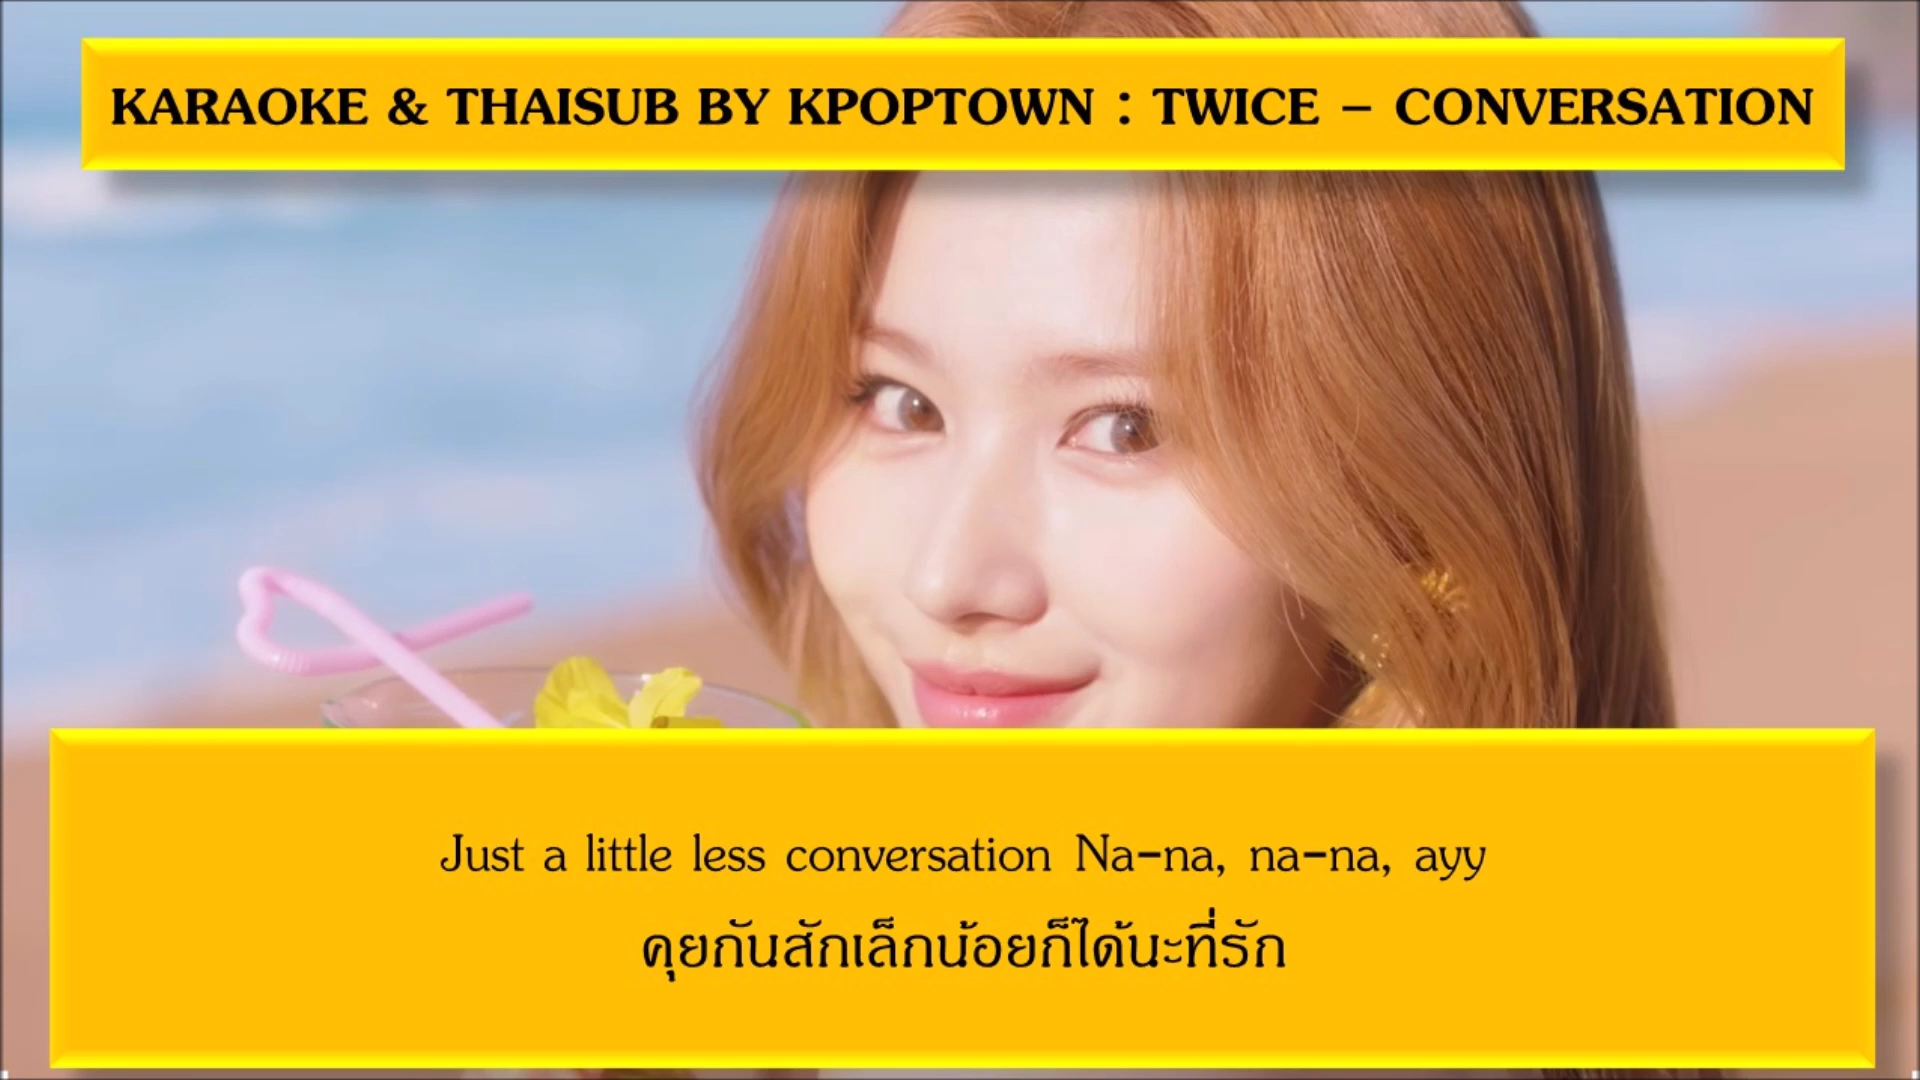 KARAOKE & THAISUB BY KPOPTOWN : TWICE – CONVERSATION
Just a little less conversation Na-na, na-na, ayy
คุยกันสักเล็กน้อยก็ได้นะที่รัก